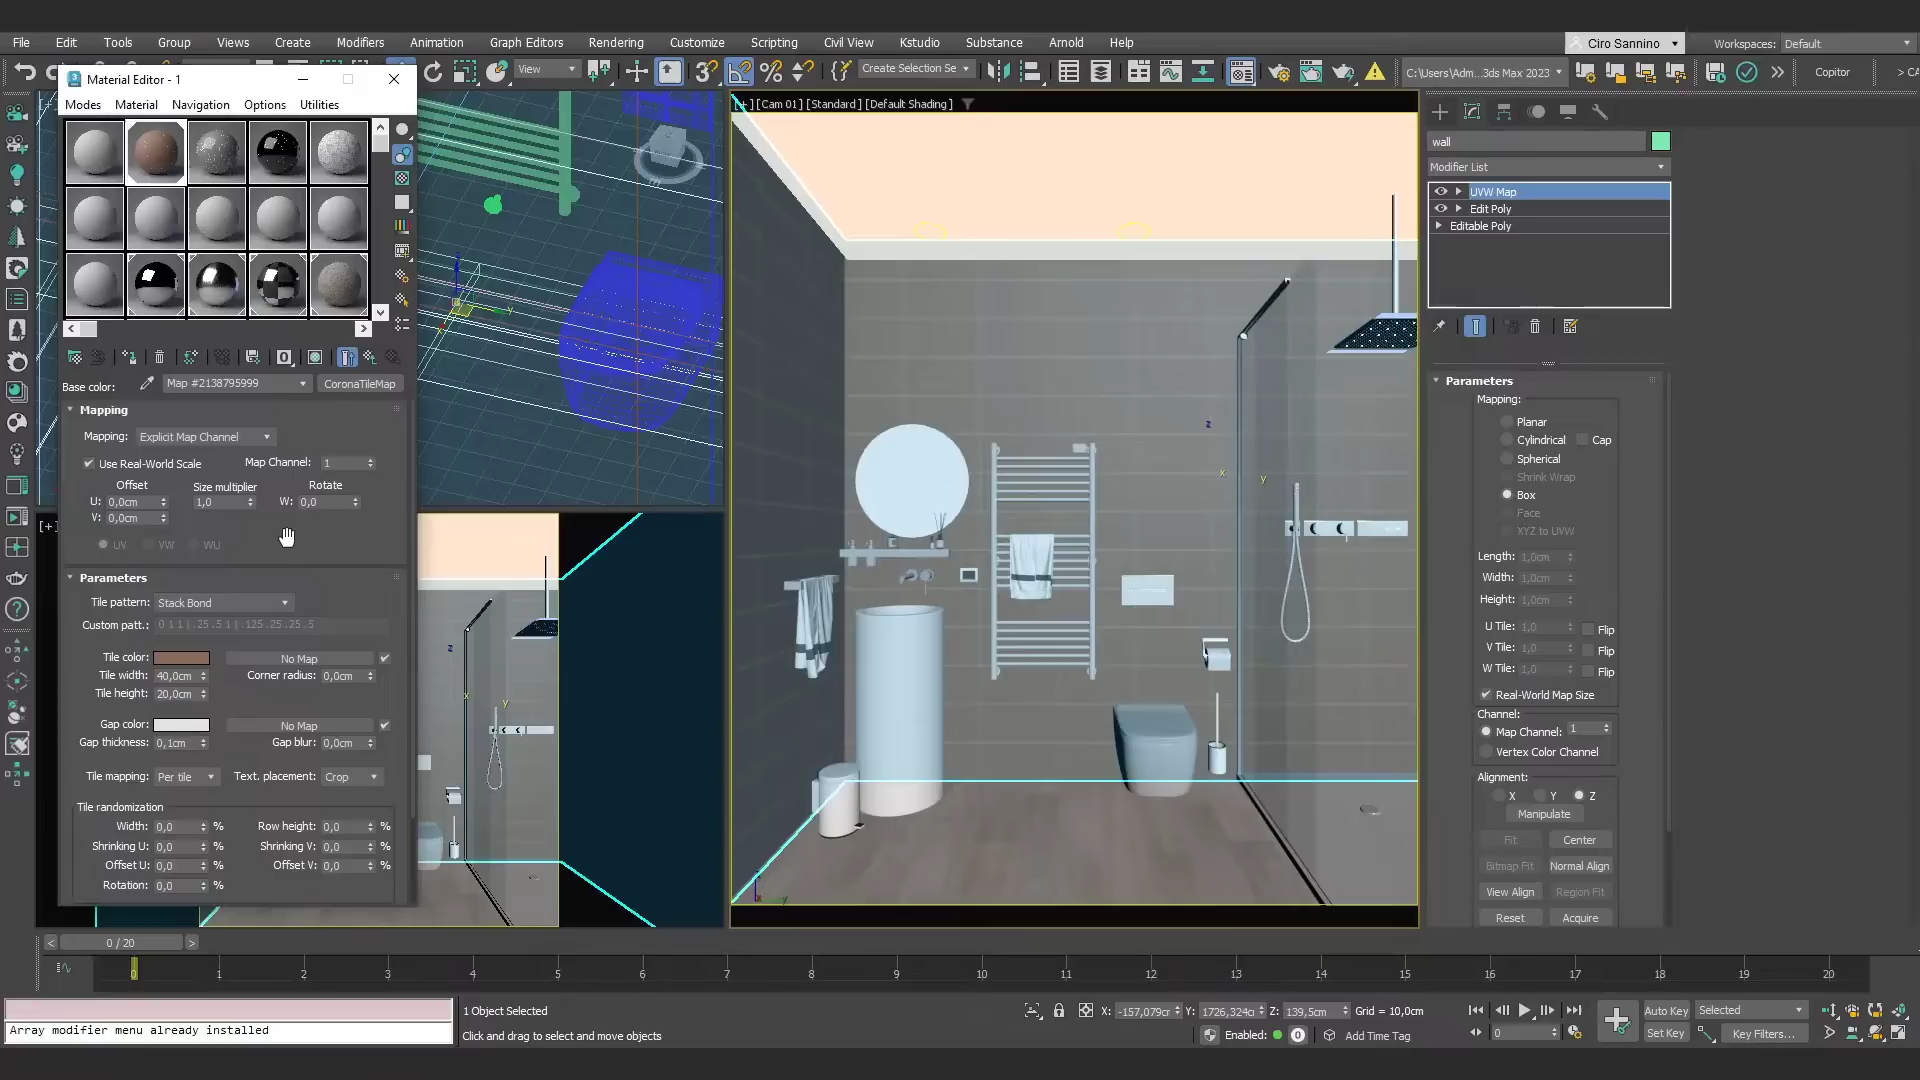 File Edit Tools Group Views Create Modifiers Animation Graph Editors Rendering Customize Scripting Civil View Kstudio Substance Arnold Help
Ciro Sannino Workspaces: Default
View Create Selection Se C:\Users\Adm... 3ds Max 2023 Copitor > CA
Material Editor - 1
Modes Material Navigation Options Utilities
Base color: Map #2138795999 CoronaTileMap
Mapping
Mapping: Explicit Map Channel
Use Real-World Scale Map Channel: 1
Offset Size multiplier Rotate
U: 0,0cm 1,0 W: 0,0
V: 0,0cm
UV VW WU
Parameters
Tile pattern: Stack Bond
Custom patt.: 0 1 1 | .25 .5 1 | .125 .25 .25 .5
Tile color: No Map
Tile width: 40,0cm Corner radius: 0,0cm
Tile height: 20,0cm
Gap color: No Map
Gap thickness: 0,1cm Gap blur: 0,0cm
Tile mapping: Per tile Text. placement: Crop
Tile randomization
Width: 0,0 % Row height: 0,0 %
Shrinking U: 0,0 % Shrinking V: 0,0 %
Offset U: 0,0 % Offset V: 0,0 %
Rotation: 0,0 %
[+]
[+] [Cam 01] [Standard] [Default Shading]
z
x
y
z
x
y
wall
Modifier List
UVW Map
Edit Poly
Editable Poly
Parameters
Mapping:
Planar
Cylindrical Cap
Spherical
Shrink Wrap
Box
Face
XYZ to UVW
Length: 1,0cm
Width: 1,0cm
Height: 1,0cm
U Tile: 1,0 Flip
V Tile: 1,0 Flip
W Tile: 1,0 Flip
Real-World Map Size
Channel:
Map Channel: 1
Vertex Color Channel
Alignment:
X Y Z
Manipulate
Fit Center
Bitmap Fit Normal Align
View Align Region Fit
Reset Acquire
< 0 / 20 >
0 1 2 3 4 5 6 7 8 9 10 11 12 13 14 15 16 17 18 19 20
1 Object Selected
X: -157,079cr Y: 1726,324c Z: 139,5cm Grid = 10,0cm
Auto Key Selected
Array modifier menu already installed
Click and drag to select and move objects
Enabled: 0 Add Time Tag
0 Set Key Key Filters...